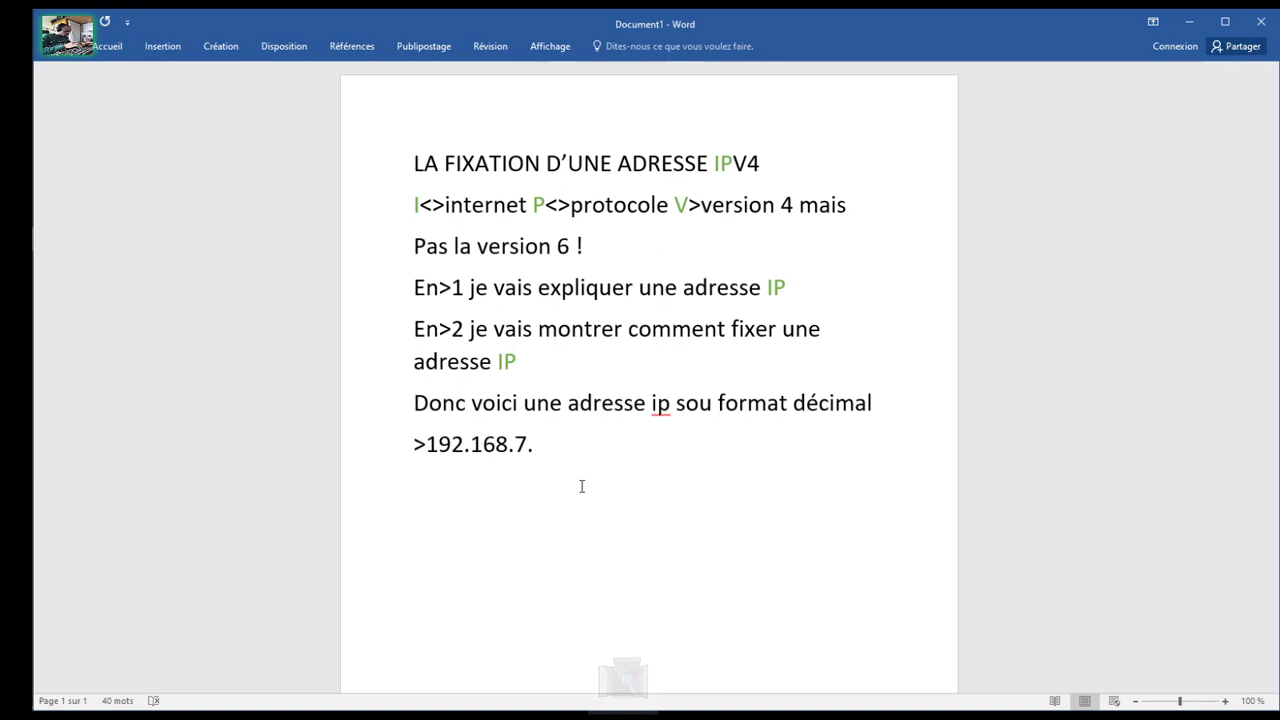 Document1 - Word
Accueil Insertion Création Disposition Références Publipostage Révision Affichage Dites-nous ce que vous voulez faire. Connexion Partager
LA FIXATION D’UNE ADRESSE IPV4
I<>internet P<>protocole V>version 4 mais
Pas la version 6 !
En>1 je vais expliquer une adresse IP
En>2 je vais montrer comment fixer une
adresse IP
Donc voici une adresse ip sou format décimal
>192.168.7.
Page 1 sur 1 40 mots 100 %